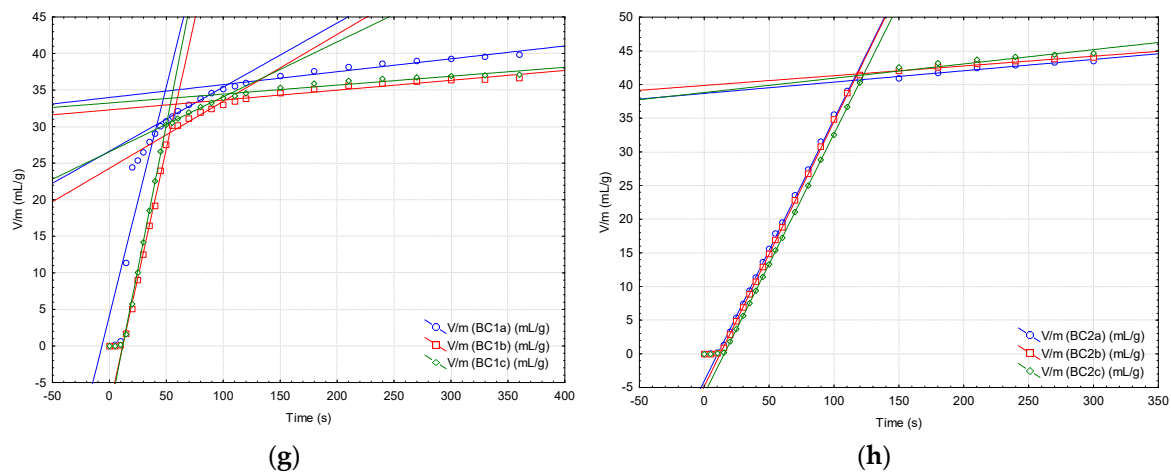 45
40
35
30
25
20
15
10
5
0
-5
V/m (mL/g)
V/m (BC1a) (mL/g)
V/m (BC1b) (mL/g)
V/m (BC1c) (mL/g)
-50 0 50 100 150 200 250 300 350 400
Time (s)
(g)
50
45
40
35
30
25
20
15
10
5
0
-5
V/m (mL/g)
V/m (BC2a) (mL/g)
V/m (BC2b) (mL/g)
V/m (BC2c) (mL/g)
-50 0 50 100 150 200 250 300 350
Time (s)
(h)